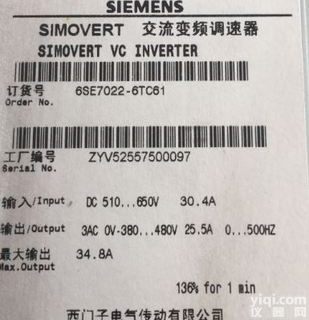 SIEMENS
SIMOVERT 交流变频调速器
SIMOVERT VC INVERTER
订货号 6SE7022-6TC61
Order No.
工厂编号 ZYV52557500097
Serial No.
输入/Input DC 510...650V 30.4A
输出/Output 3AC 0V-380...480V 25.5A 0...500HZ
最大输出 34.8A
Max.Output
136% for 1 min
西门子电气传动有限公司
yiqi.com
仪器网